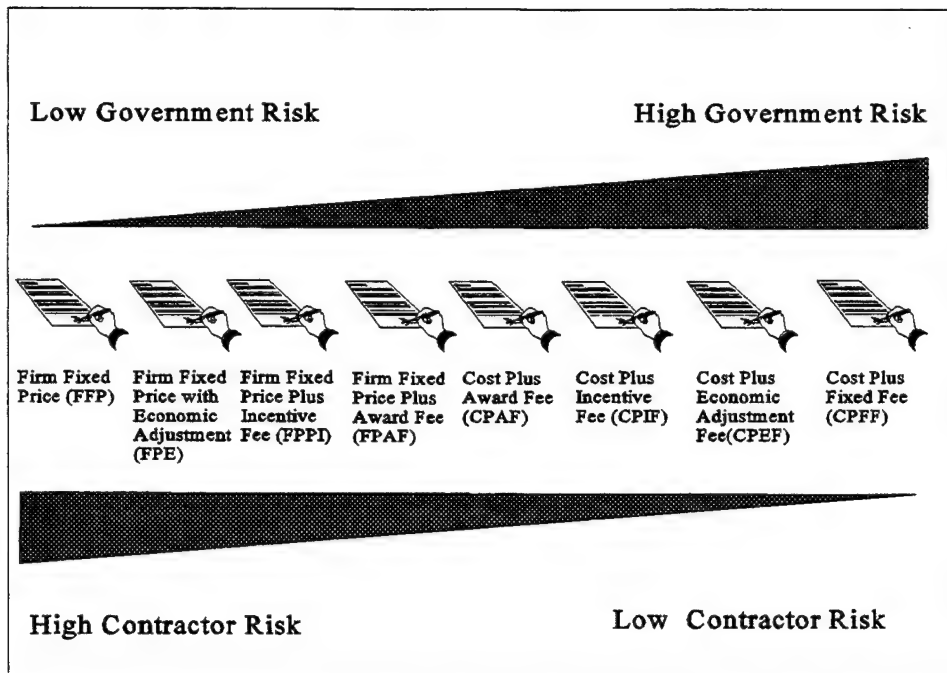 Low Government Risk
High Government Risk
Firm Fixed
Price (FFP)
Firm Fixed
Price with
Economic
Adjustment
(FPE)
Firm Fixed
Price Plus
Incentive
Fee (FPPI)
Firm Fixed
Price Plus
Award Fee
(FPAF)
Cost Plus
Award Fee
(CPAF)
Cost Plus
Incentive
Fee (CPIF)
Cost Plus
Economic
Adjustment
Fee(CPEF)
Cost Plus
Fixed Fee
(CPFF)
High Contractor Risk
Low Contractor Risk